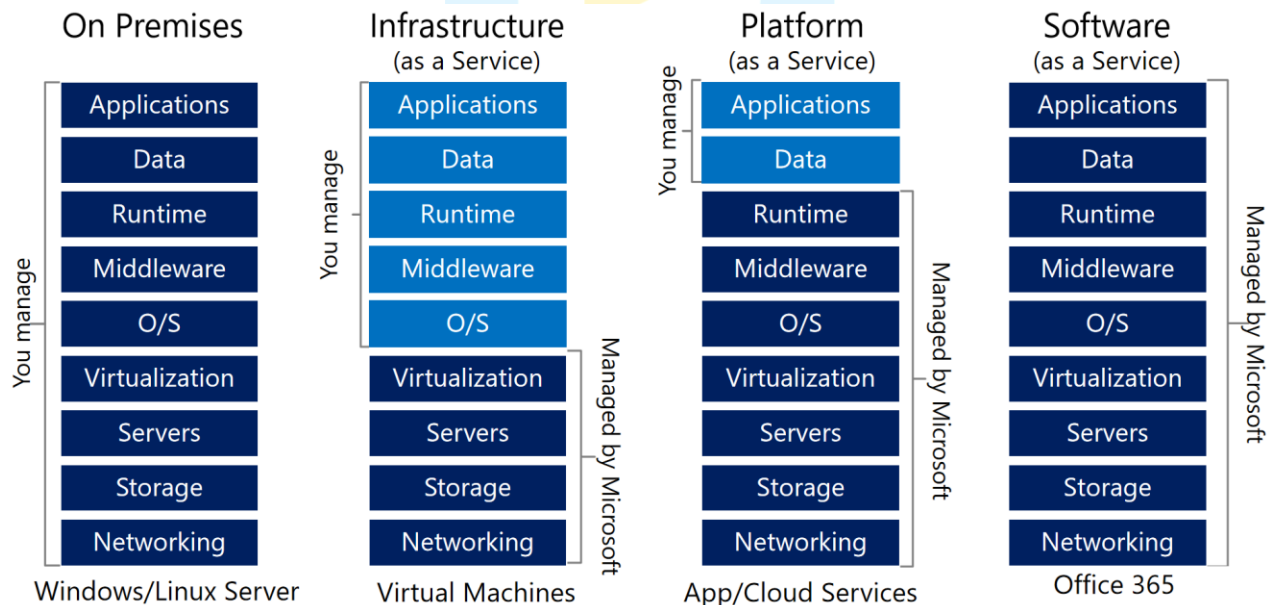 On Premises
You manage
Applications
Data
Runtime
Middleware
O/S
Virtualization
Servers
Storage
Networking
Windows/Linux Server
Infrastructure
(as a Service)
You manage
Applications
Data
Runtime
Middleware
O/S
Virtualization
Servers
Storage
Networking
Managed by Microsoft
Virtual Machines
Platform
(as a Service)
You manage
Applications
Data
Runtime
Middleware
O/S
Virtualization
Servers
Storage
Networking
Managed by Microsoft
App/Cloud Services
Software
(as a Service)
Applications
Data
Runtime
Middleware
O/S
Virtualization
Servers
Storage
Networking
Managed by Microsoft
Office 365